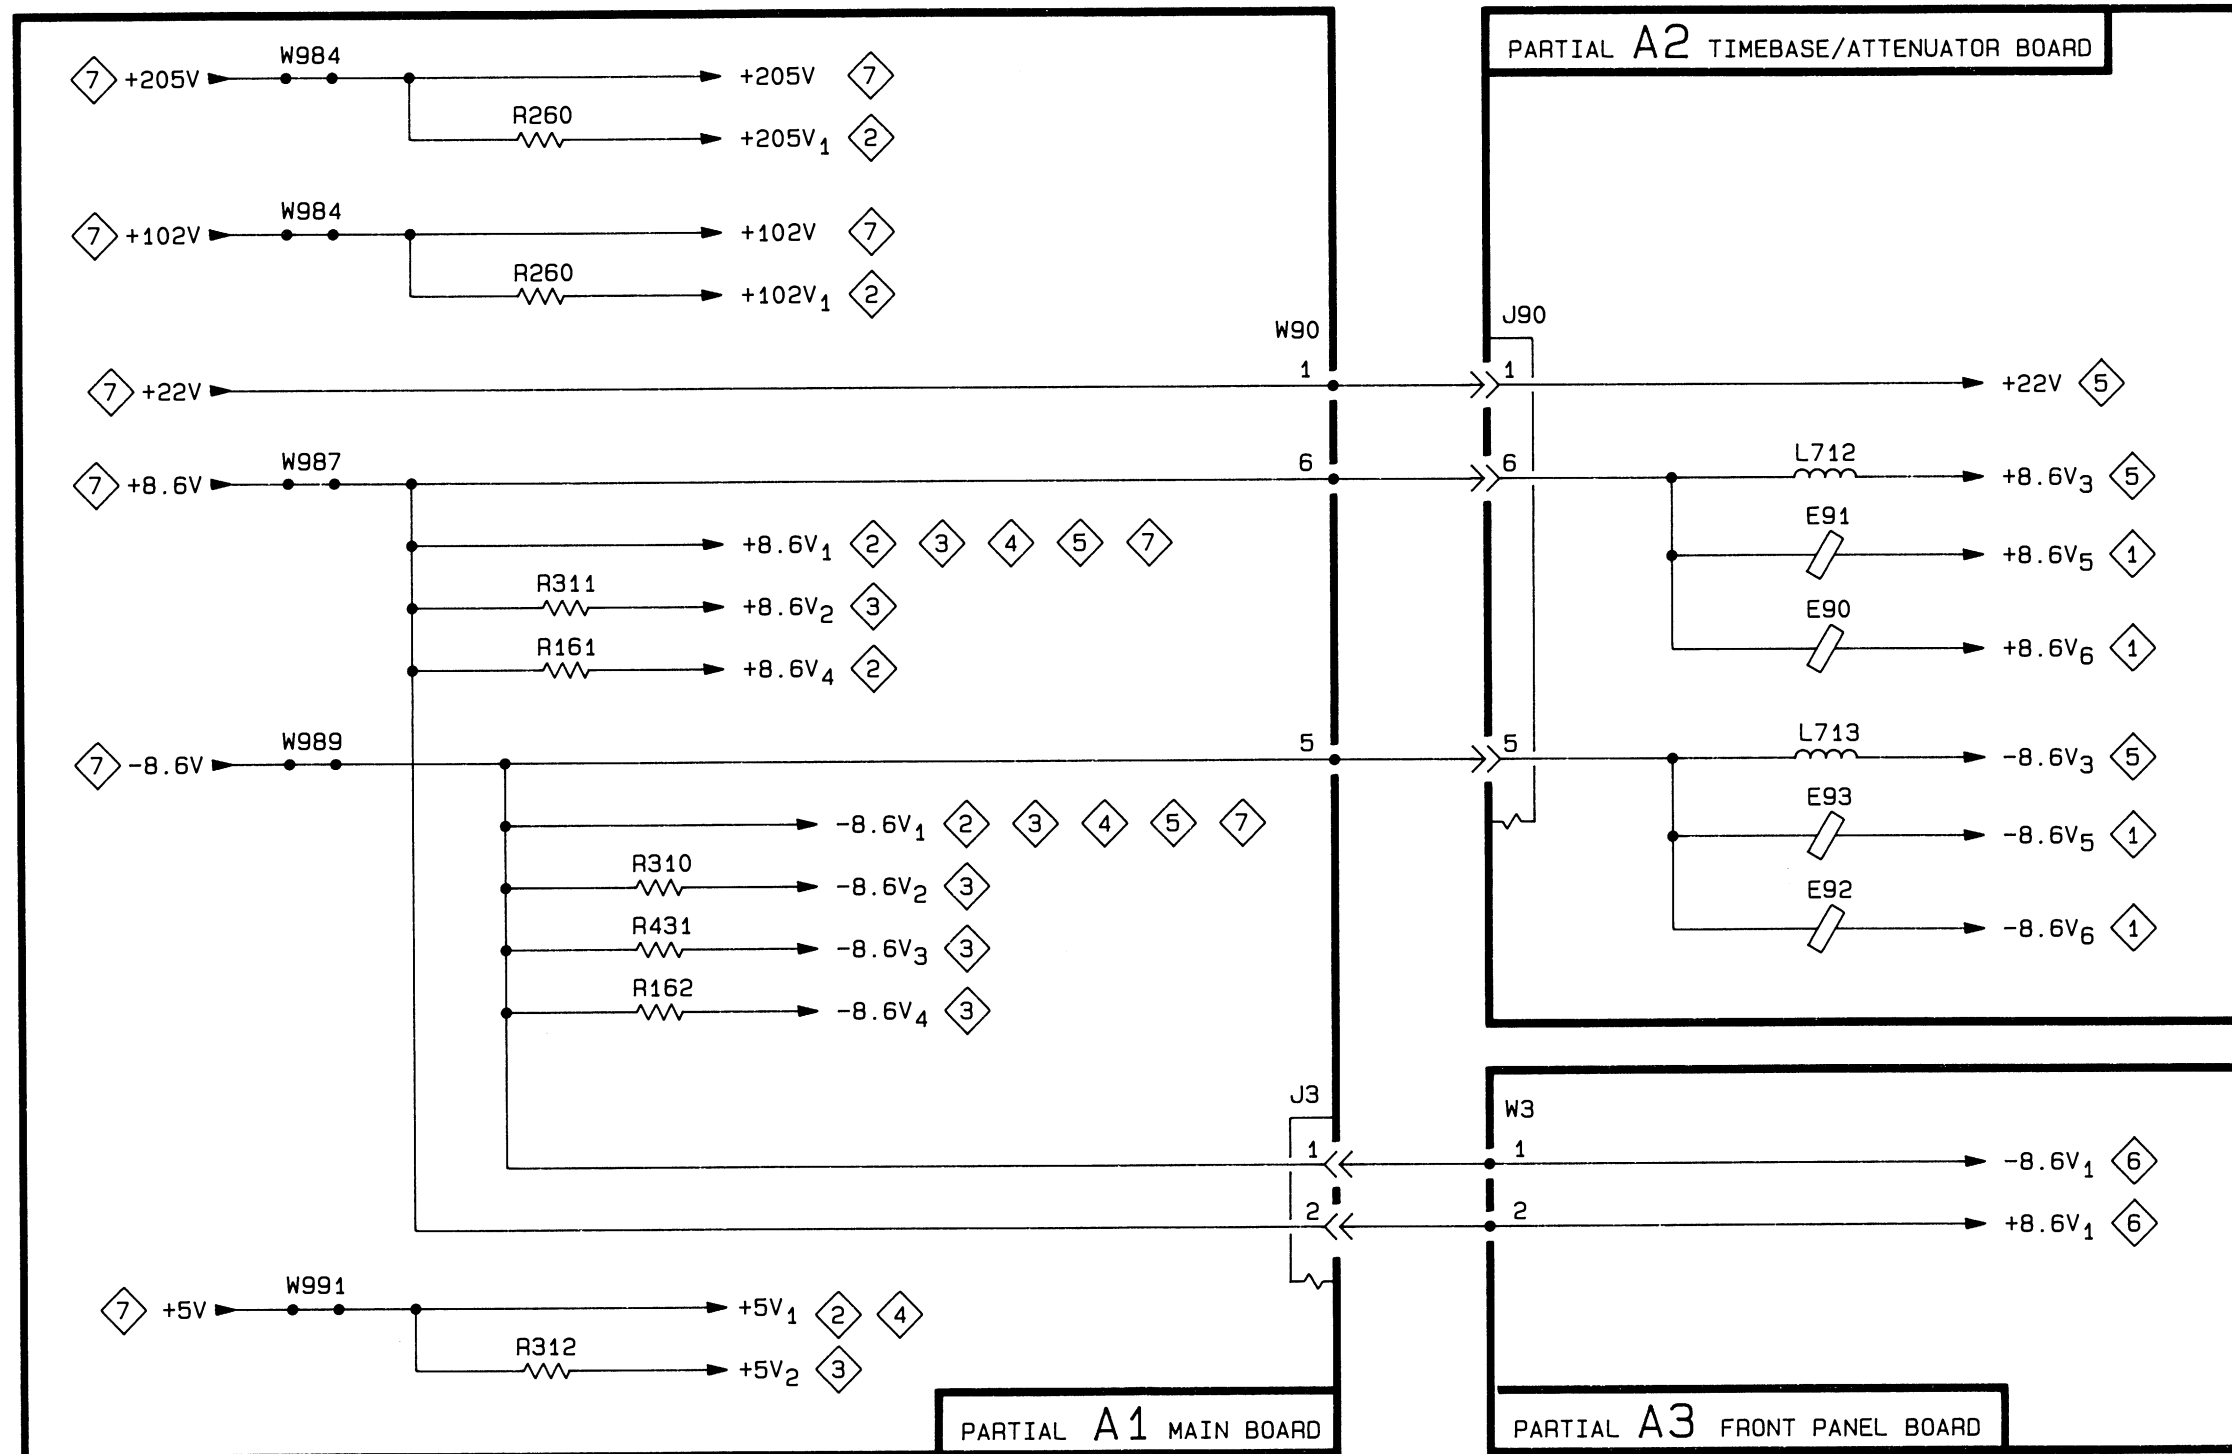 PARTIAL A2 TIMEBASE/ATTENUATOR BOARD
W984
7 +205V +205V 7
R260
+205V1 2
W984
7 +102V +102V 7
R260
+102V1 2
W90 J90
7 +22V 1 1 +22V 5
W987 L712
7 +8.6V 6 6 +8.6V3 5
E91
+8.6V1 2 3 4 5 7 +8.6V5 1
R311 E90
+8.6V2 3
R161
+8.6V4 2 +8.6V6 1
W989 L713
7 -8.6V 5 5 -8.6V3 5
E93
-8.6V1 2 3 4 5 7 -8.6V5 1
R310 E92
-8.6V2 3
R431
-8.6V3 3 -8.6V6 1
R162
-8.6V4 3
J3 W3
1 1 -8.6V1 6
2 2 +8.6V1 6
W991
7 +5V +5V1 2 4
R312
+5V2 3
PARTIAL A1 MAIN BOARD
PARTIAL A3 FRONT PANEL BOARD